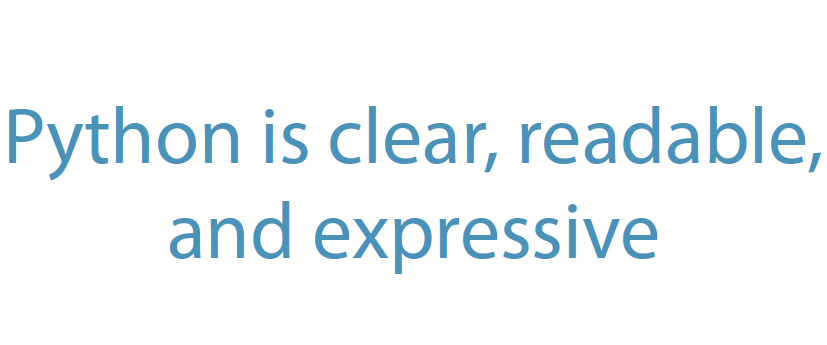 Python is clear, readable,
and expressive